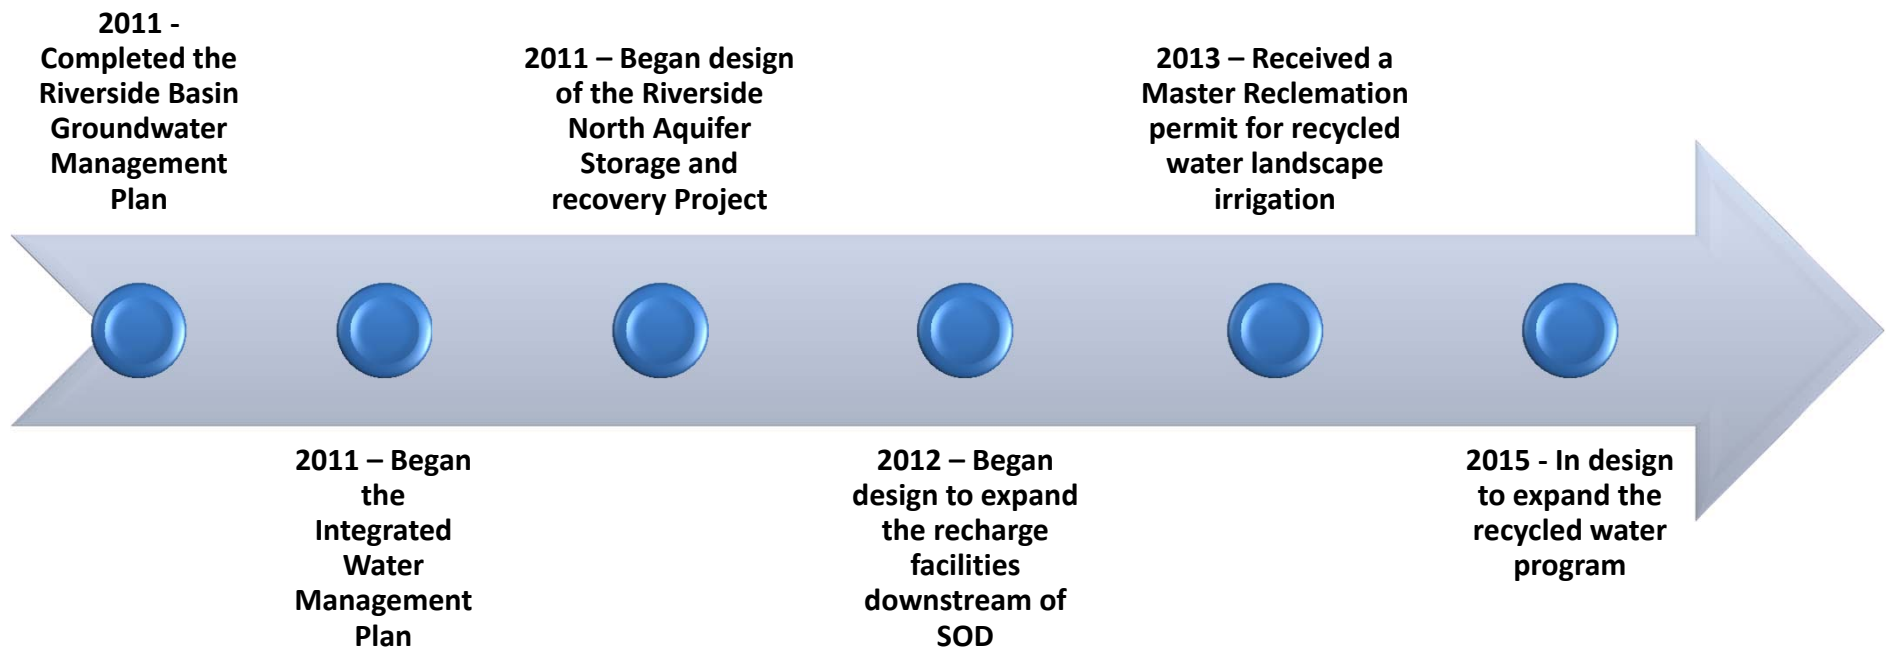 2011 -
Completed the
Riverside Basin
Groundwater
Management
Plan
2011 – Began
the
Integrated
Water
Management
Plan
2011 – Began design
of the Riverside
North Aquifer
Storage and
recovery Project
2012 – Began
design to expand
the recharge
facilities
downstream of
SOD
2013 – Received a
Master Reclemation
permit for recycled
water landscape
irrigation
2015 - In design
to expand the
recycled water
program